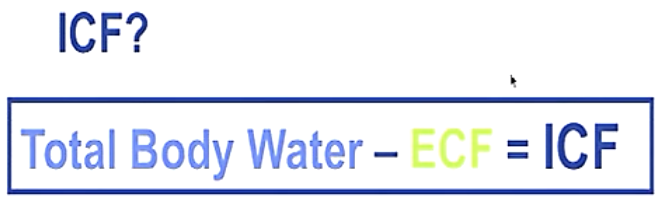 ICF?
Total Body Water – ECF = ICF